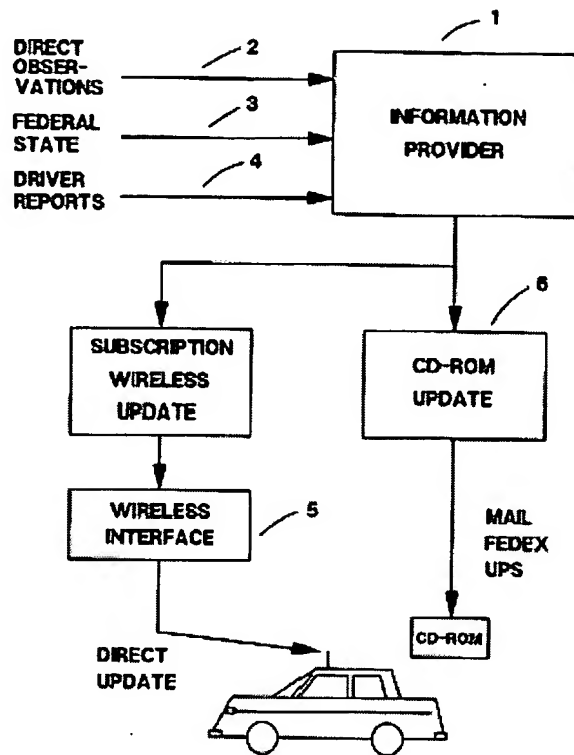 1
DIRECT
OBSER-
VATIONS
2
FEDERAL
STATE
3
DRIVER
REPORTS
4
INFORMATION
PROVIDER
SUBSCRIPTION
WIRELESS
UPDATE
6
CD-ROM
UPDATE
WIRELESS
INTERFACE
5
MAIL
FEDEX
UPS
CD-ROM
DIRECT
UPDATE